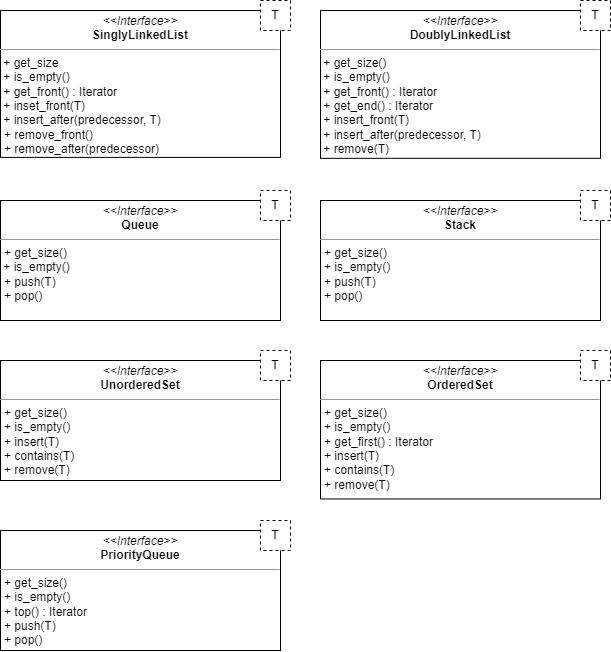 T
<<Interface>>
SinglyLinkedList
+ get_size
+ is_empty()
+ get_front() : Iterator
+ inset_front(T)
+ insert_after(predecessor, T)
+ remove_front()
+ remove_after(predecessor)
T
<<Interface>>
DoublyLinkedList
+ get_size()
+ is_empty()
+ get_front() : Iterator
+ get_end() : Iterator
+ insert_front(T)
+ insert_after(predecessor, T)
+ remove(T)
T
<<Interface>>
Queue
+ get_size()
+ is_empty()
+ push(T)
+ pop()
T
<<Interface>>
Stack
+ get_size()
+ is_empty()
+ push(T)
+ pop()
T
<<Interface>>
UnorderedSet
+ get_size()
+ is_empty()
+ insert(T)
+ contains(T)
+ remove(T)
T
<<Interface>>
OrderedSet
+ get_size()
+ is_empty()
+ get_first() : Iterator
+ insert(T)
+ contains(T)
+ remove(T)
T
<<Interface>>
PriorityQueue
+ get_size()
+ is_empty()
+ top() : Iterator
+ push(T)
+ pop()